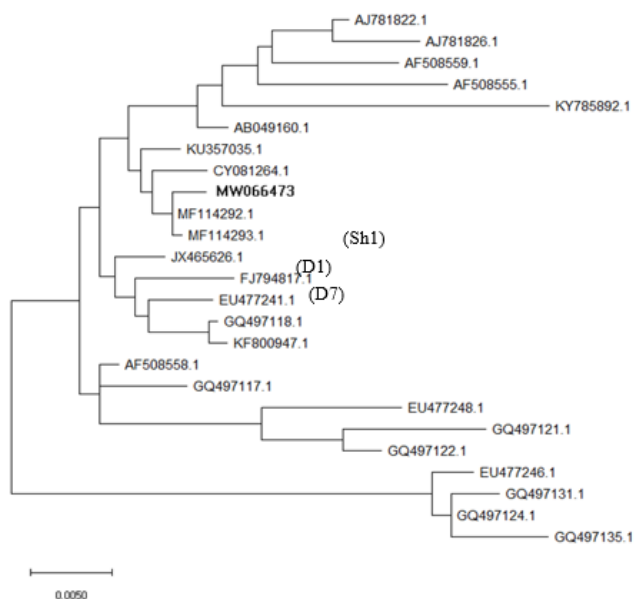 AJ781822.1
AJ781826.1
AF508559.1
AF508555.1
KY785892.1
AB049160.1
KU357035.1
CY081264.1
MW066473
MF114292.1
MF114293.1 (Sh1)
JX465626.1
FJ794817.1 (D1)
EU477241.1 (D7)
GQ497118.1
KF800947.1
AF508558.1
GQ497117.1
EU477248.1
GQ497121.1
GQ497122.1
EU477246.1
GQ497131.1
GQ497124.1
GQ497135.1
0.0050